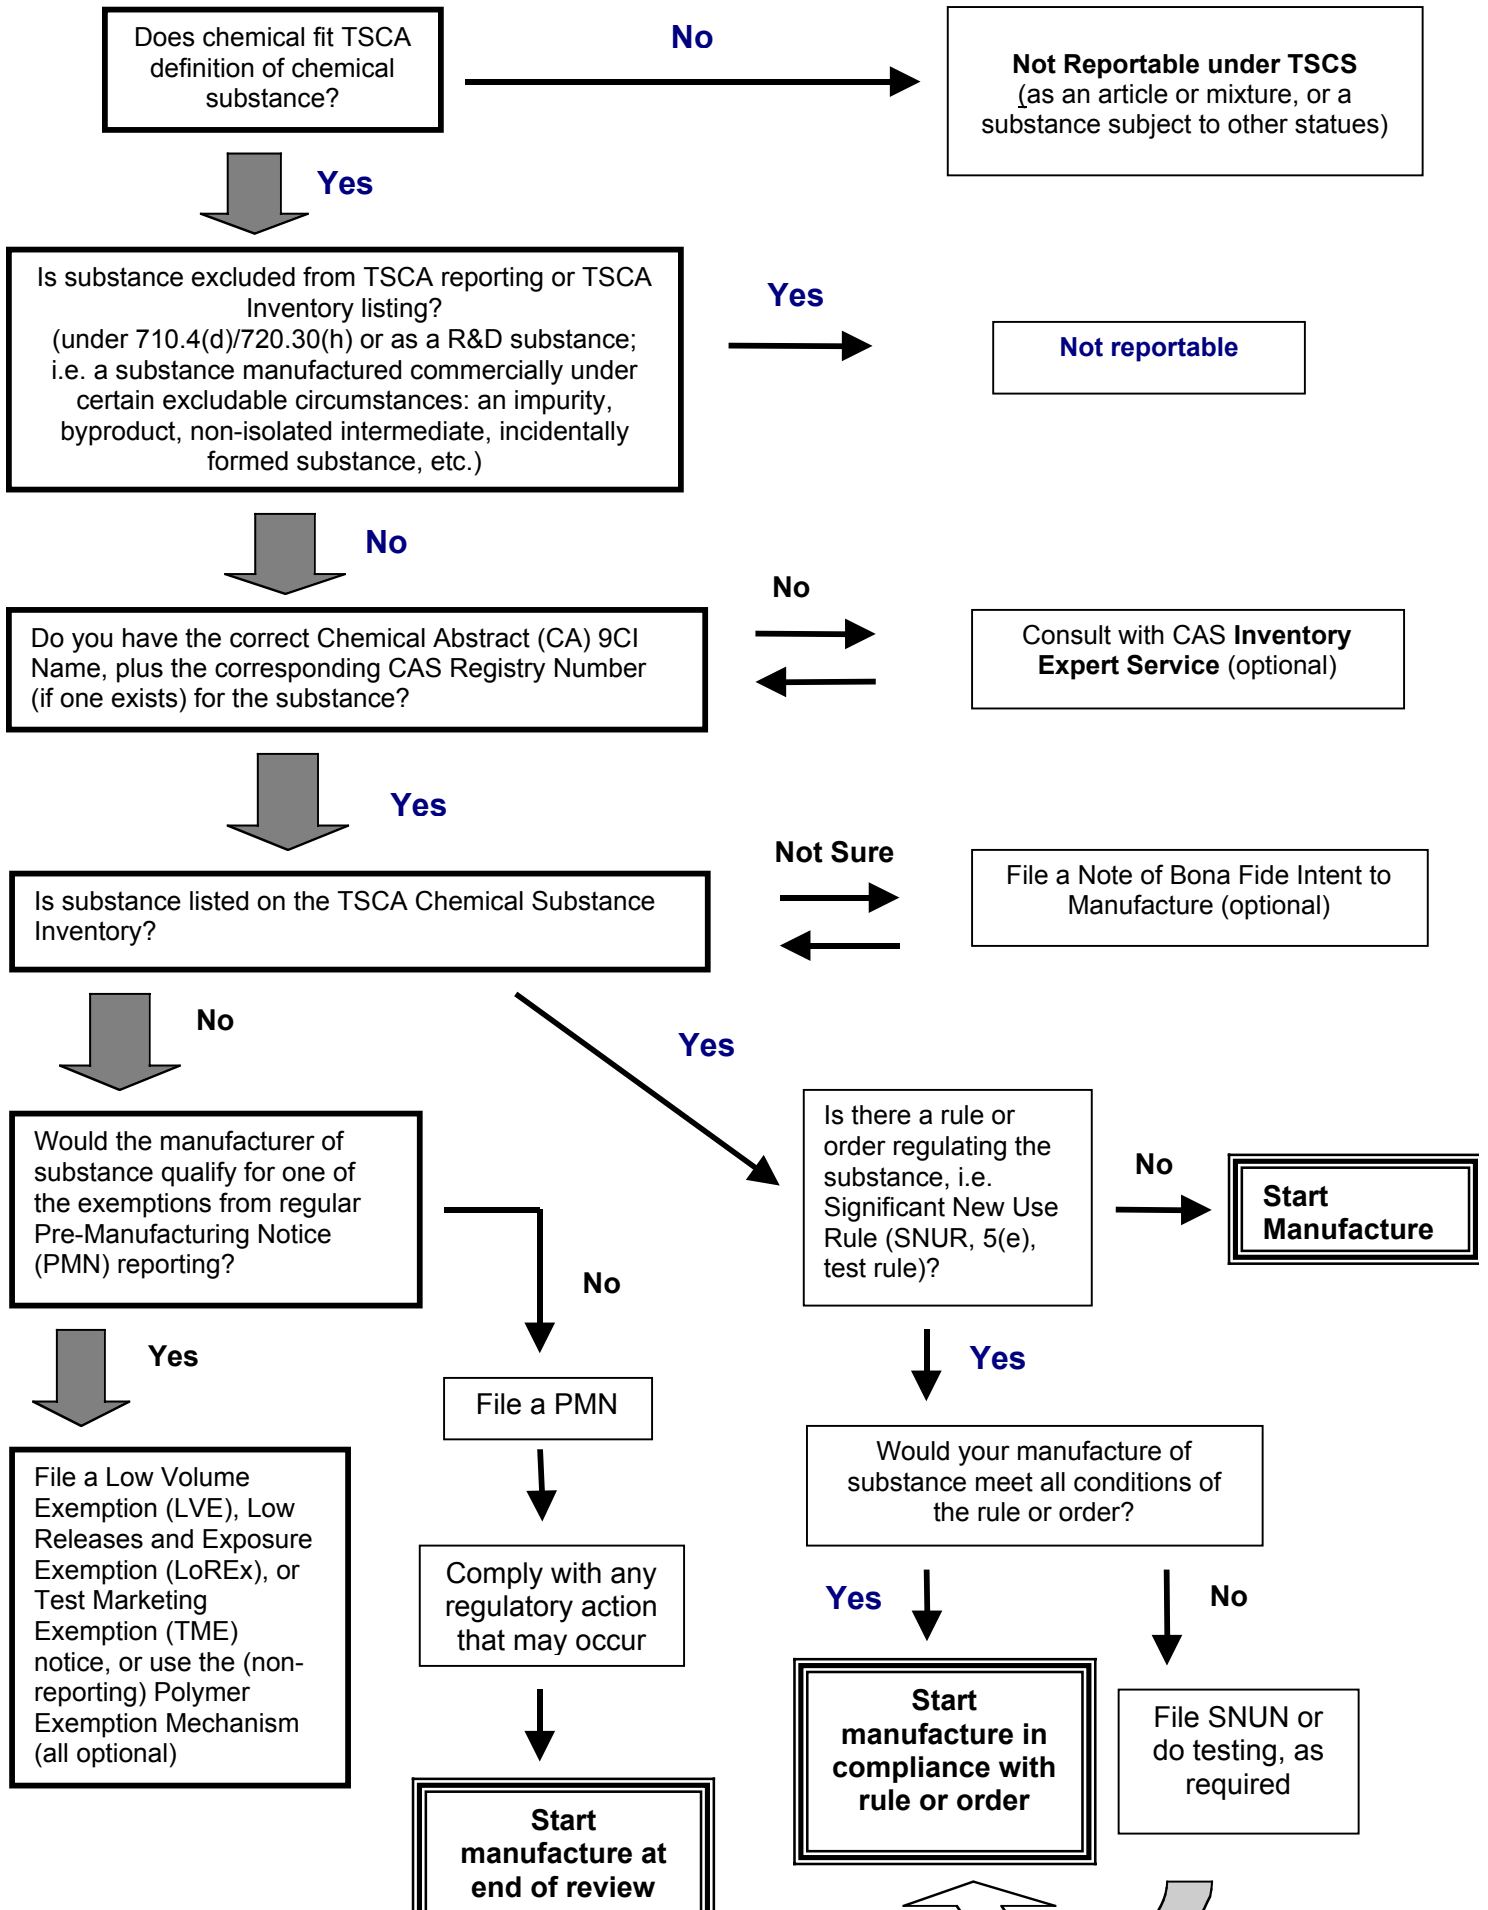 Does chemical fit TSCA
definition of chemical
substance?
No
Not Reportable under TSCS
(as an article or mixture, or a
substance subject to other statues)
Yes
Is substance excluded from TSCA reporting or TSCA
Inventory listing?
(under 710.4(d)/720.30(h) or as a R&D substance;
i.e. a substance manufactured commercially under
certain excludable circumstances: an impurity,
byproduct, non-isolated intermediate, incidentally
formed substance, etc.)
Yes
Not reportable
No
Do you have the correct Chemical Abstract (CA) 9CI
Name, plus the corresponding CAS Registry Number
(if one exists) for the substance?
No
Consult with CAS Inventory
Expert Service (optional)
Yes
Is substance listed on the TSCA Chemical Substance
Inventory?
Not Sure
File a Note of Bona Fide Intent to
Manufacture (optional)
No
Yes
Would the manufacturer of
substance qualify for one of
the exemptions from regular
Pre-Manufacturing Notice
(PMN) reporting?
No
Is there a rule or
order regulating the
substance, i.e.
Significant New Use
Rule (SNUR, 5(e),
test rule)?
No
Start
Manufacture
Yes
File a Low Volume
Exemption (LVE), Low
Releases and Exposure
Exemption (LoREx), or
Test Marketing
Exemption (TME)
notice, or use the (non-
reporting) Polymer
Exemption Mechanism
(all optional)
File a PMN
Comply with any
regulatory action
that may occur
Start
manufacture at
end of review
Yes
Would your manufacture of
substance meet all conditions of
the rule or order?
Yes
No
Start
manufacture in
compliance with
rule or order
File SNUN or
do testing, as
required